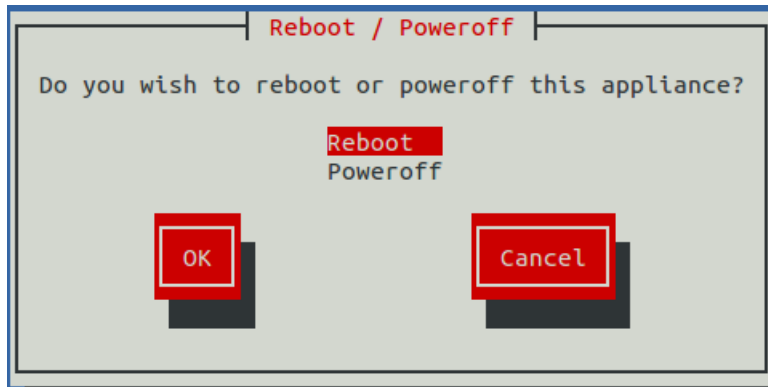 Reboot / Poweroff
Do you wish to reboot or poweroff this appliance?
Reboot
Poweroff
OK
Cancel